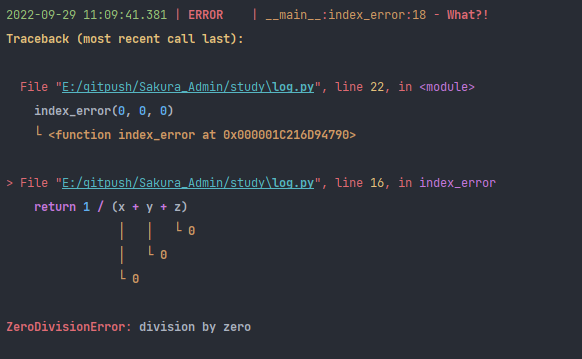 2022-09-29 11:09:41.381 | ERROR    | __main__:index_error:18 - What?!
Traceback (most recent call last):
  File "E:/gitpush/Sakura_Admin/study\log.py", line 22, in <module>
    index_error(0, 0, 0)
    └ <function index_error at 0x000001C216D94790>
> File "E:/gitpush/Sakura_Admin/study\log.py", line 16, in index_error
    return 1 / (x + y + z)
                │   │   └ 0
                │   └ 0
                └ 0
ZeroDivisionError: division by zero